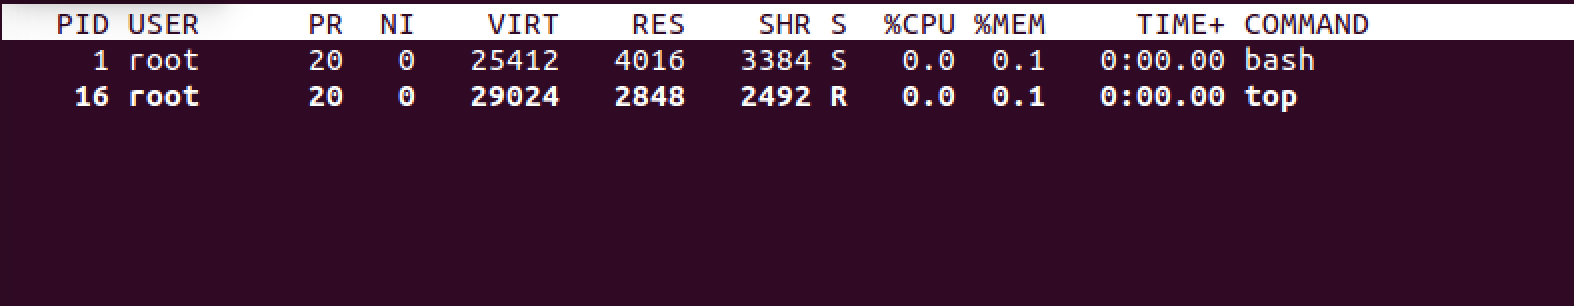 PID USER PR NI VIRT RES SHR S %CPU %MEM TIME+ COMMAND
1 root 20 0 25412 4016 3384 S 0.0 0.1 0:00.00 bash
16 root 20 0 29024 2848 2492 R 0.0 0.1 0:00.00 top